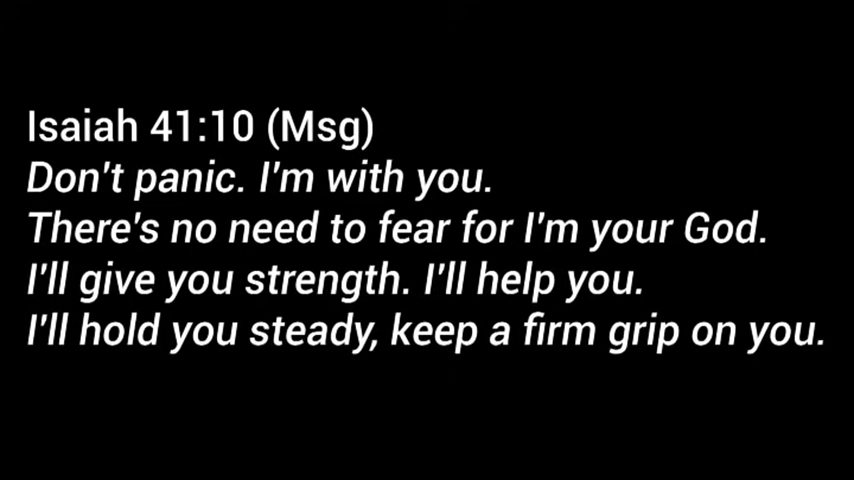 Isaiah 41:10 (Msg)
Don't panic. I'm with you.
There's no need to fear for I'm your God.
I'll give you strength. I'll help you.
I'll hold you steady, keep a firm grip on you.